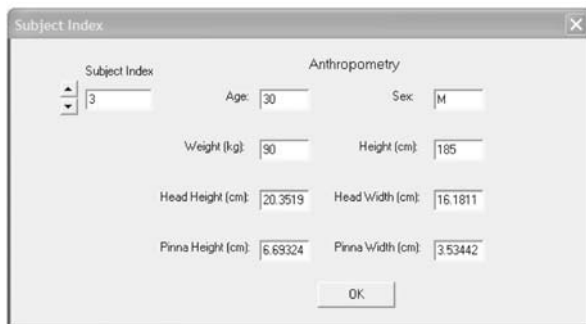 Subject Index
Anthropometry
Subject Index
3
Age: 30
Sex: M
Weight (kg): 90
Height (cm): 185
Head Height (cm): 20.3519
Head Width (cm): 16.1811
Pinna Height (cm): 6.69324
Pinna Width (cm): 3.53442
OK